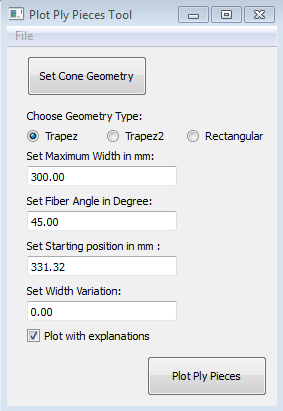 Plot Ply Pieces Tool
File
Set Cone Geometry
Choose Geometry Type:
Trapez Trapez2 Rectangular
Set Maximum Width in mm:
300.00
Set Fiber Angle in Degree:
45.00
Set Starting position in mm :
331.32
Set Width Variation:
0.00
Plot with explanations
Plot Ply Pieces